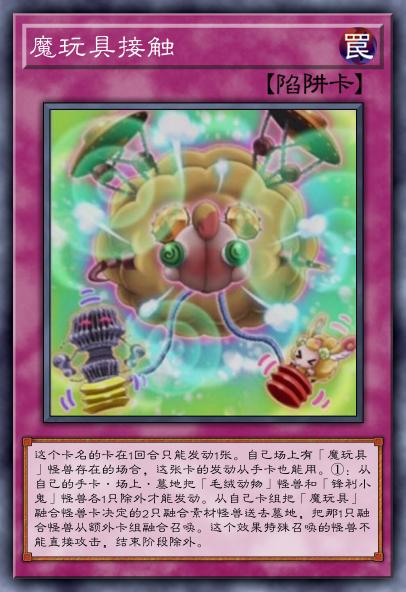 魔玩具接触
罠
【陷阱卡】
这个卡名的卡在1回合只能发动1张。自己场上有「魔玩具
」怪兽存在的场合，这张卡的发动从手卡也能用。①：从
自己的手卡·场上·墓地把「毛绒动物」怪兽和「锋利小
鬼」怪兽各1只除外才能发动。从自己卡组把「魔玩具」
融合怪兽卡决定的2只融合素材怪兽送去墓地，把那1只融
合怪兽从额外卡组融合召唤。这个效果特殊召唤的怪兽不
能直接攻击，结束阶段除外。